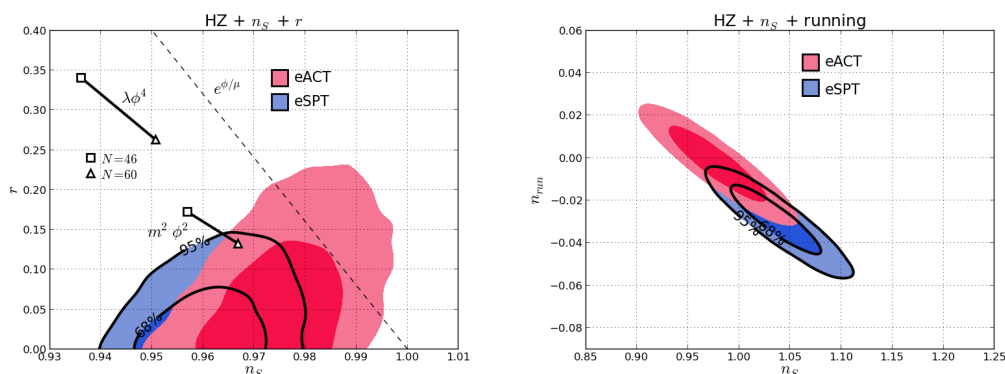 HZ + n_S + r
0.40
0.35
0.30
0.25
0.20
0.15
0.10
0.05
0.00
r
0.93
0.94
0.95
0.96
0.97
0.98
0.99
1.00
1.01
n_S
λϕ⁴
e^{ϕ/μ}
eACT
eSPT
N=46
N=60
m² ϕ²
95%
68%
HZ + n_S + running
0.06
0.04
0.02
0.00
−0.02
−0.04
−0.06
−0.08
n_{run}
0.85
0.90
0.95
1.00
1.05
1.10
1.15
1.20
1.25
n_S
eACT
eSPT
95%
68%